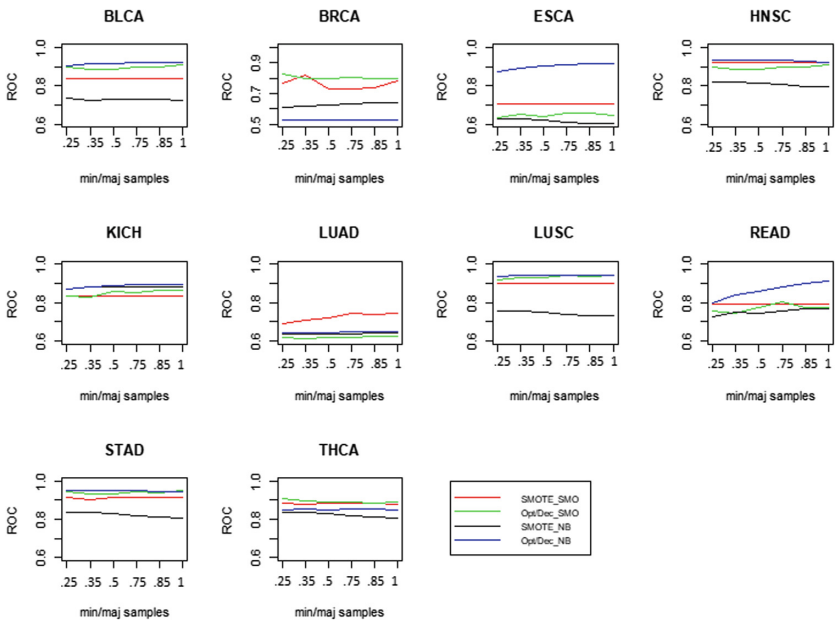 BLCA
BRCA
ESCA
HNSC
ROC
0.6 0.8 1.0
.25 .35 .5 .75 .85 1
min/maj samples
ROC
0.5 0.7 0.9
.25 .35 .5 .75 .85 1
min/maj samples
ROC
0.6 0.8 1.0
.25 .35 .5 .75 .85 1
min/maj samples
ROC
0.6 0.8 1.0
.25 .35 .5 .75 .85 1
min/maj samples
KICH
LUAD
LUSC
READ
ROC
0.6 0.8 1.0
.25 .35 .5 .75 .85 1
min/maj samples
ROC
0.6 0.8 1.0
.25 .35 .5 .75 .85 1
min/maj samples
ROC
0.6 0.8 1.0
.25 .35 .5 .75 .85 1
min/maj samples
ROC
0.6 0.8 1.0
.25 .35 .5 .75 .85 1
min/maj samples
STAD
THCA
ROC
0.6 0.8 1.0
.25 .35 .5 .75 .85 1
min/maj samples
ROC
0.6 0.8 1.0
.25 .35 .5 .75 .85 1
min/maj samples
SMOTE_SMO
Opt/Dec_SMO
SMOTE_NB
Opt/Dec_NB